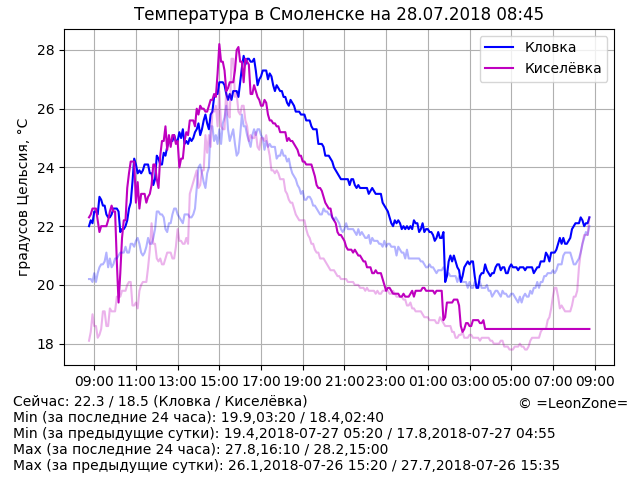 Температура в Смоленске на 28.07.2018 08:45
Кловка
Киселёвка
градусов Цельсия, °C
28
26
24
22
20
18
09:00 11:00 13:00 15:00 17:00 19:00 21:00 23:00 01:00 03:00 05:00 07:00 09:00
Сейчас: 22.3 / 18.5 (Кловка / Киселёвка)
© =LeonZone=
Min (за последние 24 часа): 19.9,03:20 / 18.4,02:40
Min (за предыдущие сутки): 19.4,2018-07-27 05:20 / 17.8,2018-07-27 04:55
Max (за последние 24 часа): 27.8,16:10 / 28.2,15:00
Max (за предыдущие сутки): 26.1,2018-07-26 15:20 / 27.7,2018-07-26 15:35